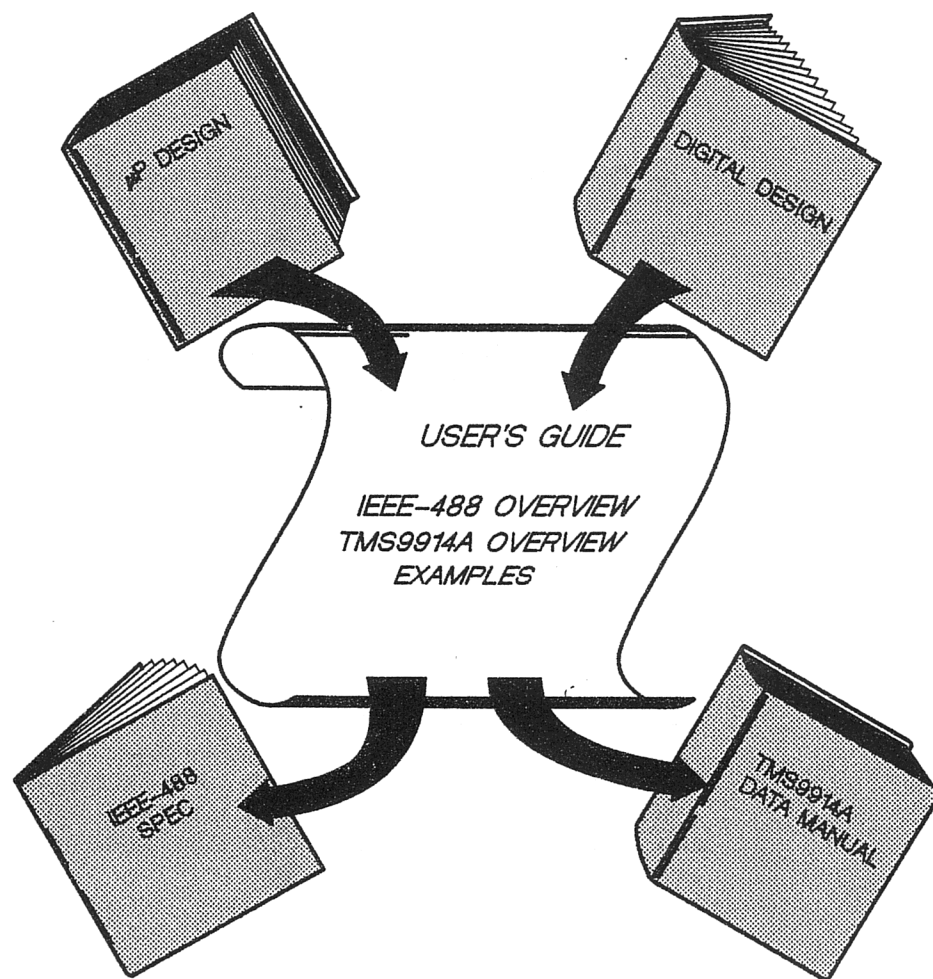 μP DESIGN
DIGITAL DESIGN
USER'S GUIDE
IEEE-488 OVERVIEW
TMS9914A OVERVIEW
EXAMPLES
IEEE-488
SPEC
TMS9914A
DATA MANUAL